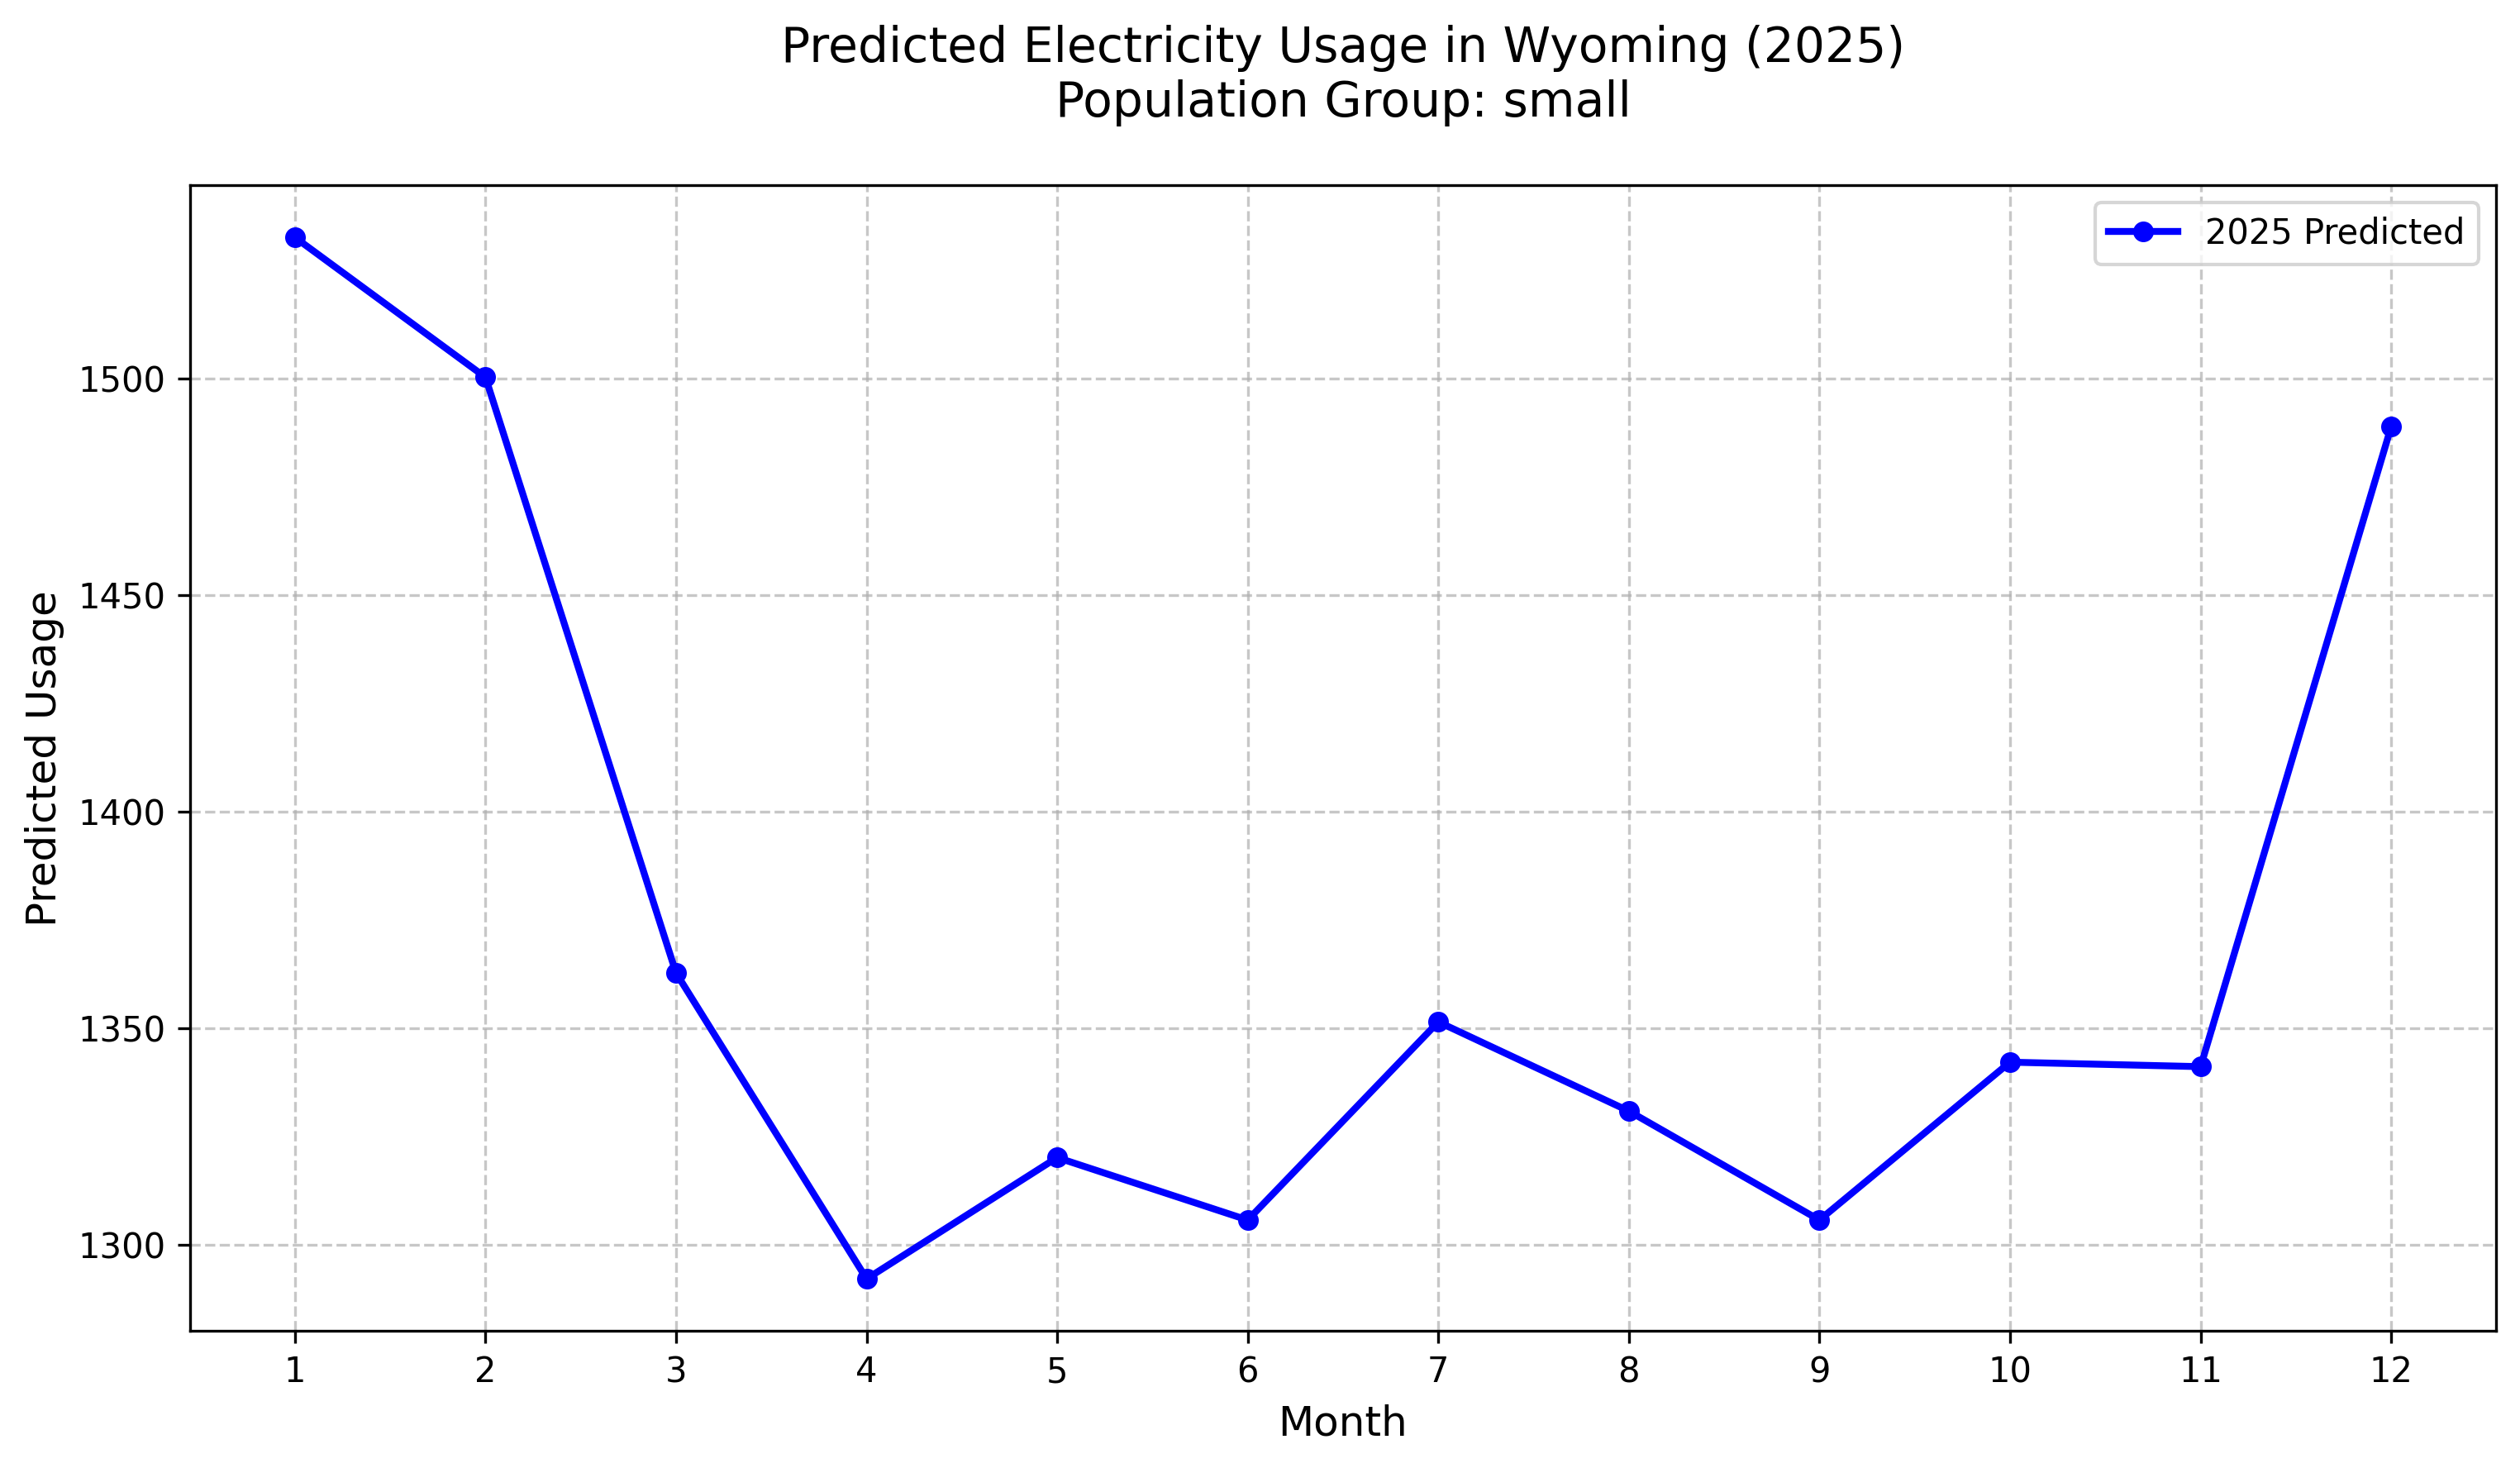 Predicted Electricity Usage in Wyoming (2025)
Population Group: small
2025 Predicted
Predicted Usage
1500
1450
1400
1350
1300
1 2 3 4 5 6 7 8 9 10 11 12
Month